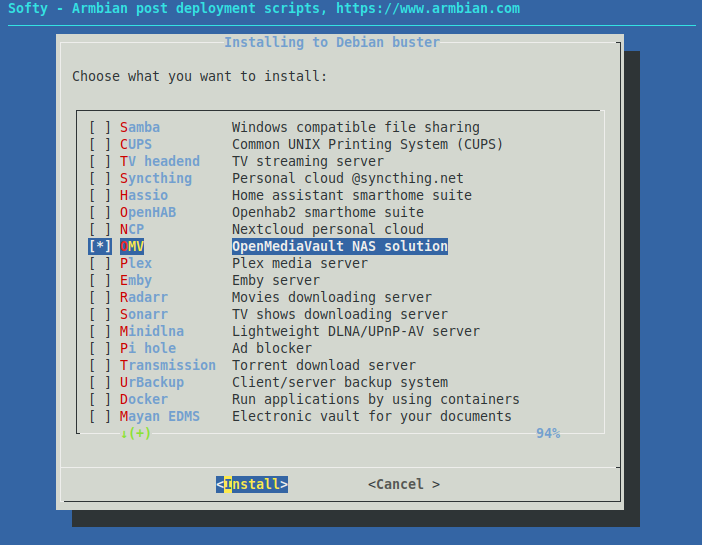 Softy - Armbian post deployment scripts, https://www.armbian.com
Installing to Debian buster
Choose what you want to install:
[ ] Samba Windows compatible file sharing
[ ] CUPS Common UNIX Printing System (CUPS)
[ ] TV headend TV streaming server
[ ] Syncthing Personal cloud @syncthing.net
[ ] Hassio Home assistant smarthome suite
[ ] OpenHAB Openhab2 smarthome suite
[ ] NCP Nextcloud personal cloud
[*] OMV OpenMediaVault NAS solution
[ ] Plex Plex media server
[ ] Emby Emby server
[ ] Radarr Movies downloading server
[ ] Sonarr TV shows downloading server
[ ] Minidlna Lightweight DLNA/UPnP-AV server
[ ] Pi hole Ad blocker
[ ] Transmission Torrent download server
[ ] UrBackup Client/server backup system
[ ] Docker Run applications by using containers
[ ] Mayan EDMS Electronic vault for your documents
↓(+) 94%
<Install> <Cancel >